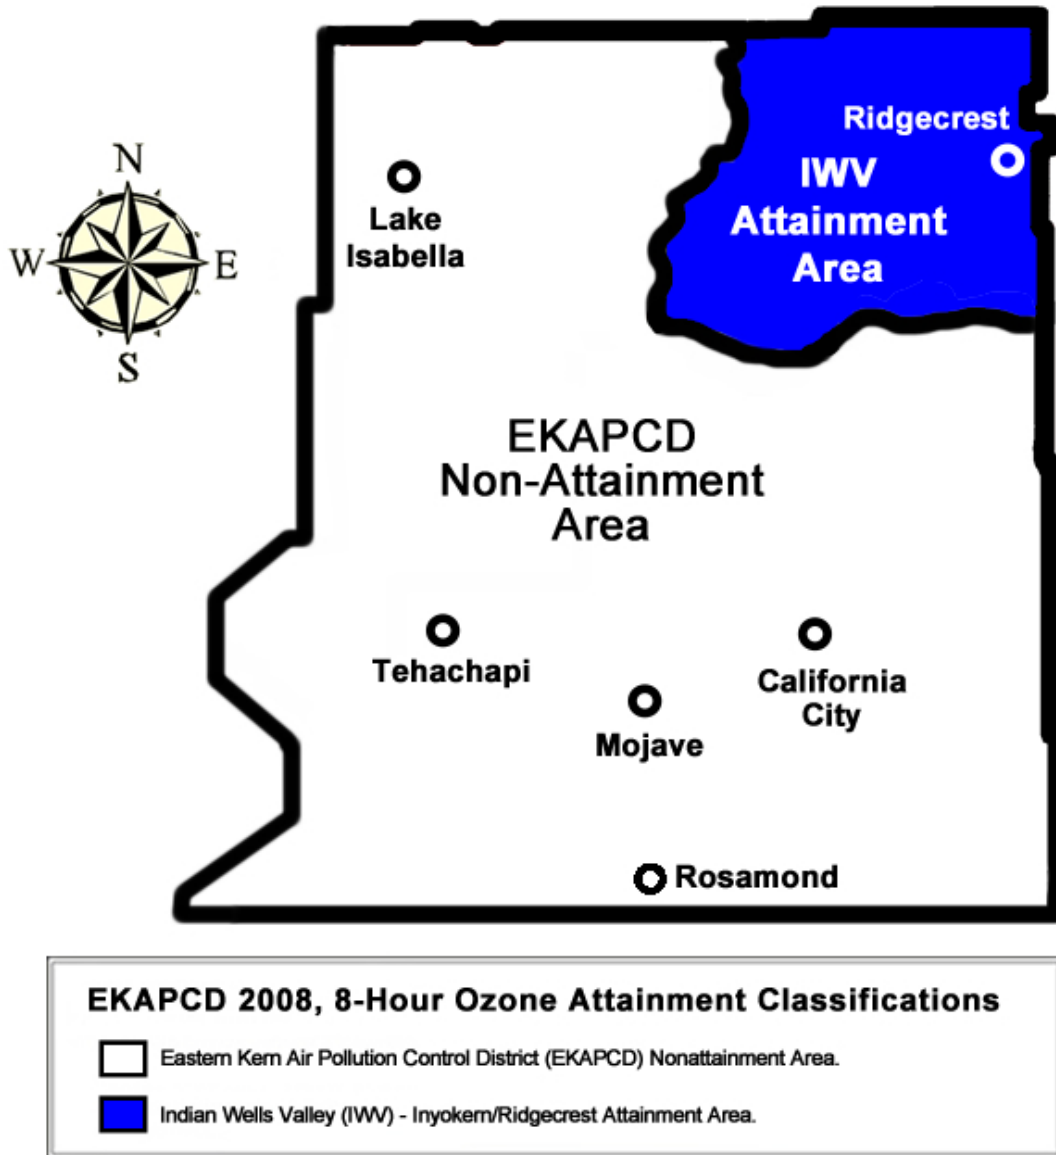 Ridgecrest
IWV
Attainment
Area
N
W
E
S
Lake
Isabella
EKAPCD
Non-Attainment
Area
Tehachapi
California
City
Mojave
Rosamond
EKAPCD 2008, 8-Hour Ozone Attainment Classifications
Eastern Kern Air Pollution Control District (EKAPCD) Nonattainment Area.
Indian Wells Valley (IWV) - Inyokern/Ridgecrest Attainment Area.